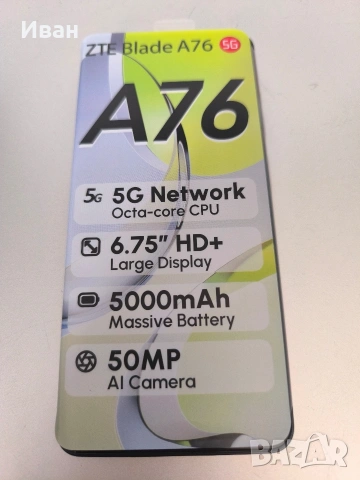 Иван
ZTE Blade A76 5G
A76
5G 5G Network
Octa-core CPU
6.75" HD+
Large Display
5000mAh
Massive Battery
50MP
AI Camera
BAZAR